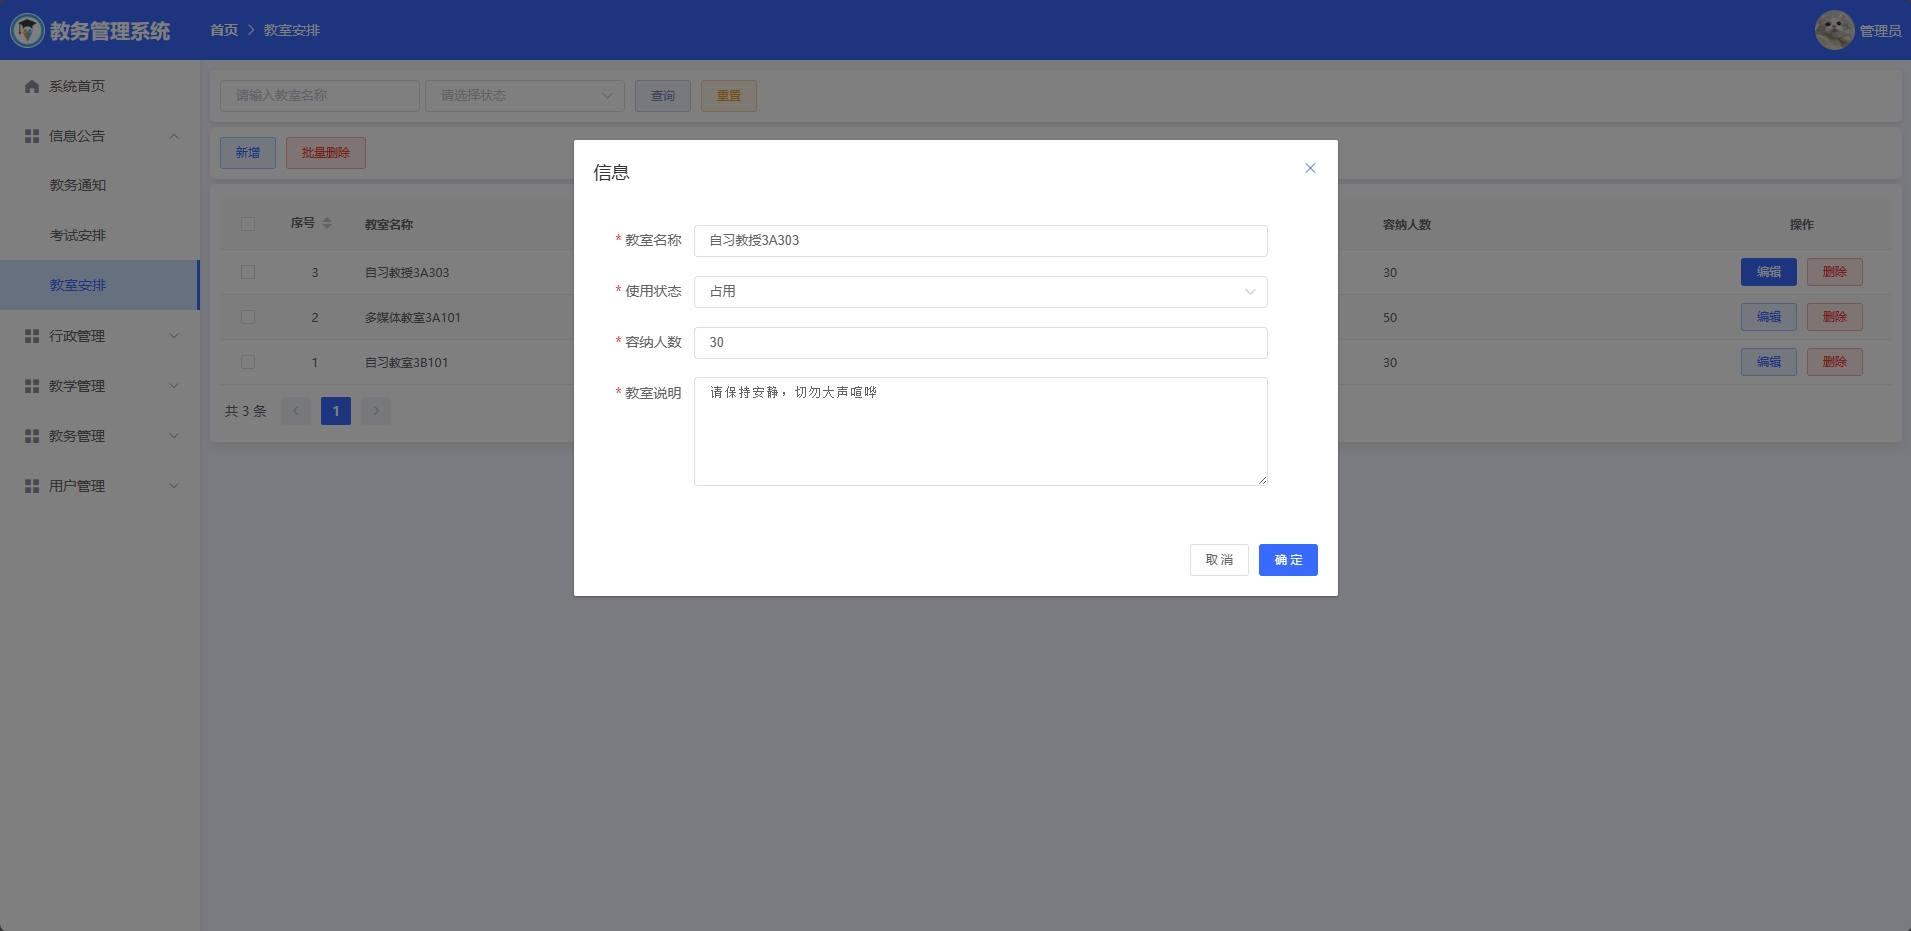 教务管理系统
首页 > 教室安排
管理员
系统首页
信息公告
教务通知
考试安排
教室安排
行政管理
教学管理
教务管理
用户管理
请输入教室名称
请选择状态
查询
重置
新增
批量删除
序号
教室名称
容纳人数
操作
3
自习教授3A303
30
编辑
删除
2
多媒体教室3A101
50
编辑
删除
1
自习教室3B101
30
编辑
删除
共 3 条
1
信息
* 教室名称
自习教授3A303
* 使用状态
占用
* 容纳人数
30
* 教室说明
请保持安静，切勿大声喧哗
取 消
确 定